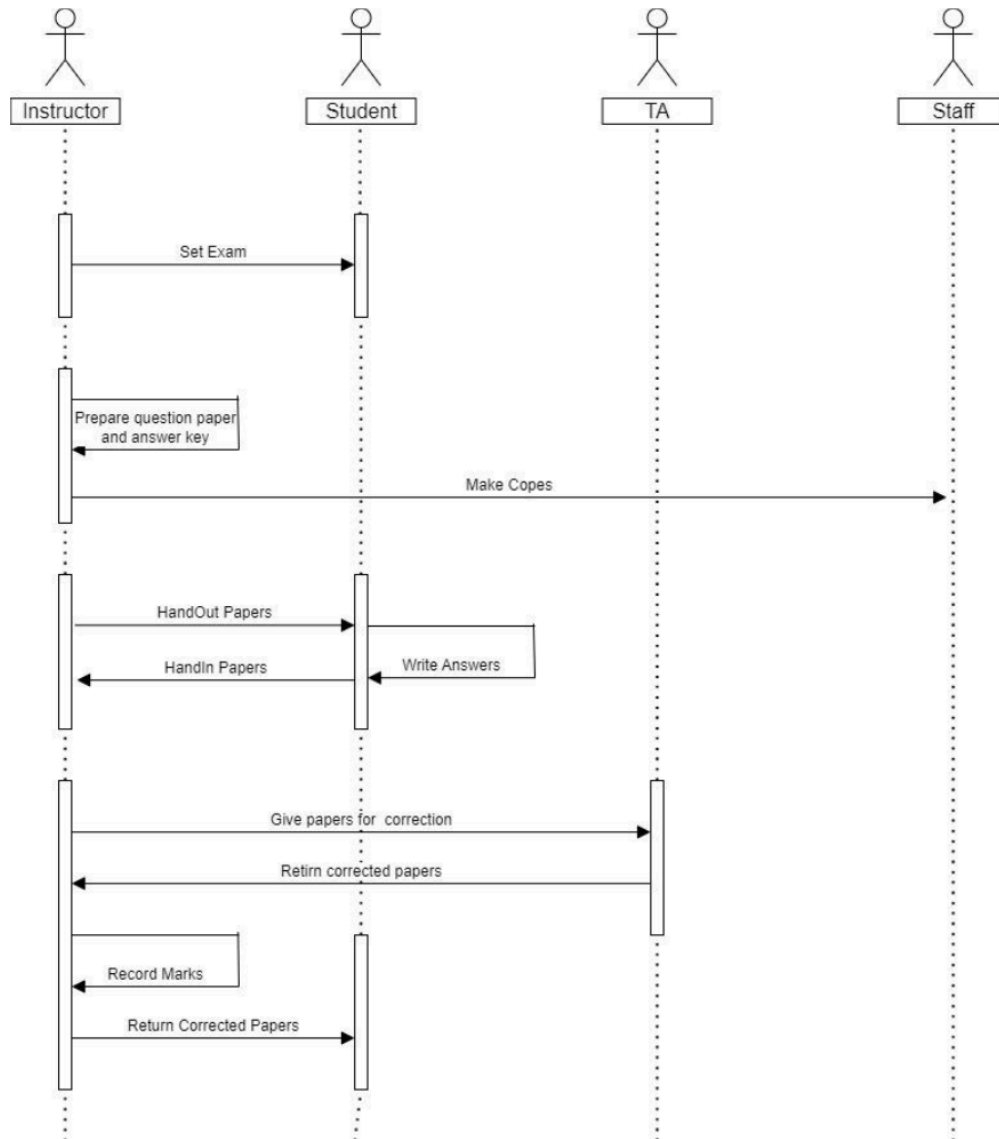 Instructor
Student
TA
Staff
Set Exam
Prepare question paper
and answer key
Make Copes
HandOut Papers
Write Answers
HandIn Papers
Give papers for correction
Retirn corrected papers
Record Marks
Return Corrected Papers